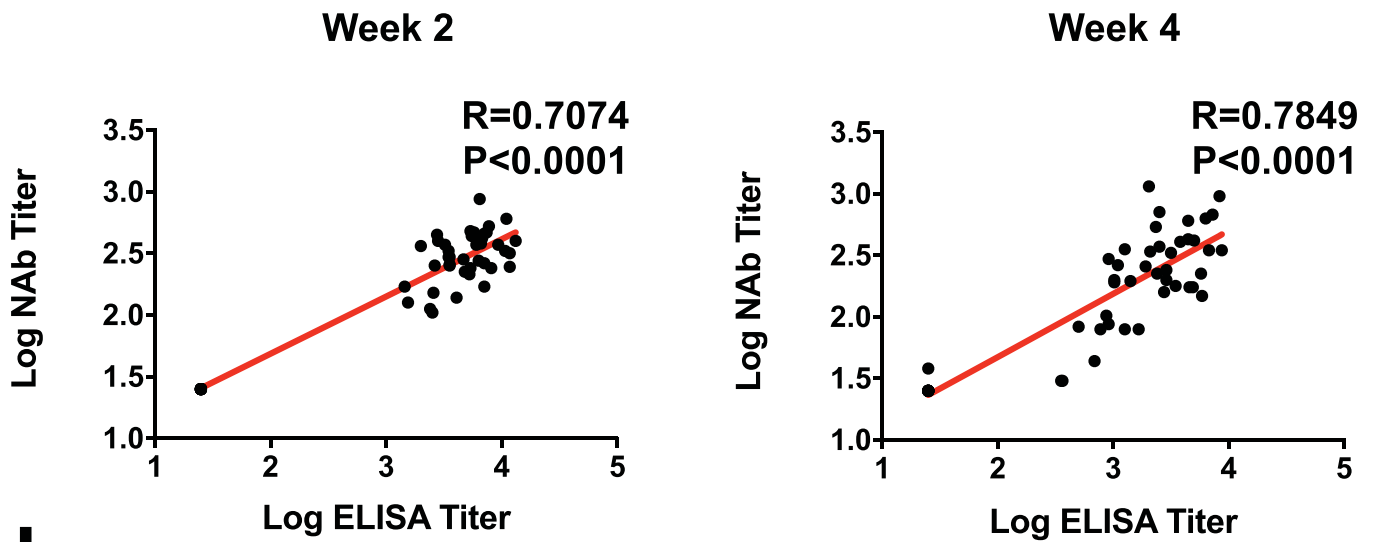 Week 2
R=0.7074
P<0.0001
3.5
3.0
2.5
2.0
1.5
1.0
1 2 3 4 5
Log NAb Titer
Log ELISA Titer
Week 4
R=0.7849
P<0.0001
3.5
3.0
2.5
2.0
1.5
1.0
1 2 3 4 5
Log NAb Titer
Log ELISA Titer